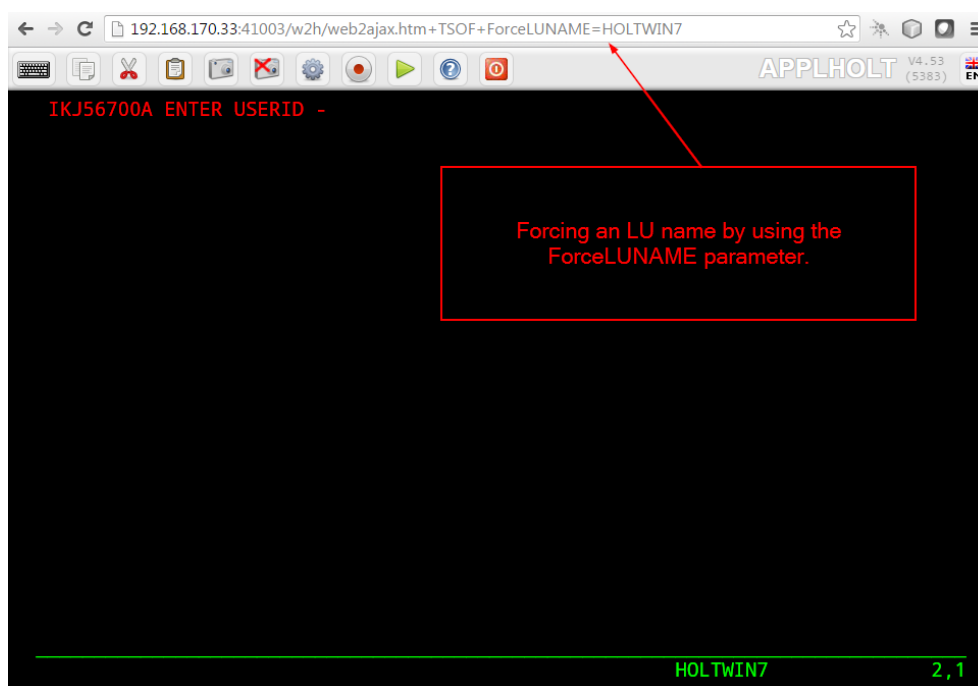 192.168.170.33:41003/w2h/web2ajax.htm+TSOF+ForceLUNAME=HOLTWIN7
APPLHOLT V4.53
(5383)
EN
IKJ56700A ENTER USERID -
Forcing an LU name by using the
ForceLUNAME parameter.
HOLTWIN7 2,1